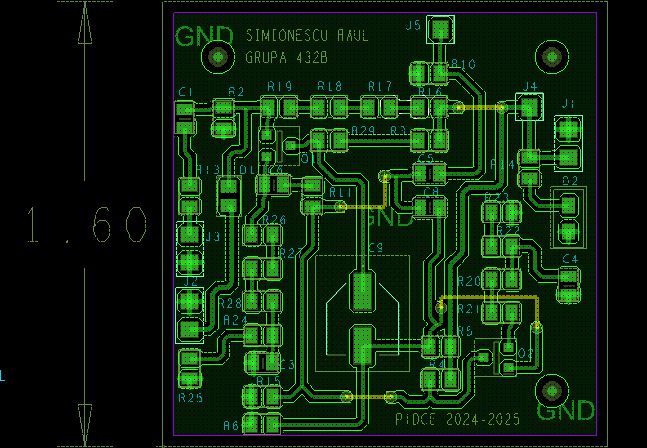 J5
GND SIMIONESCU RAUL
GRUPA 432B
R10
C1 R2 R19 R18 R17 R16 J4
J1
R29 R3
R14
R13 C5
D2
R11 C8
GND
1.60
J3 R26
R27 C9 C4
J2 R20
R28 R21
R24 R5
C3 Q2
R4
R25 R15
R6 PIDCE 2024-2025 GND